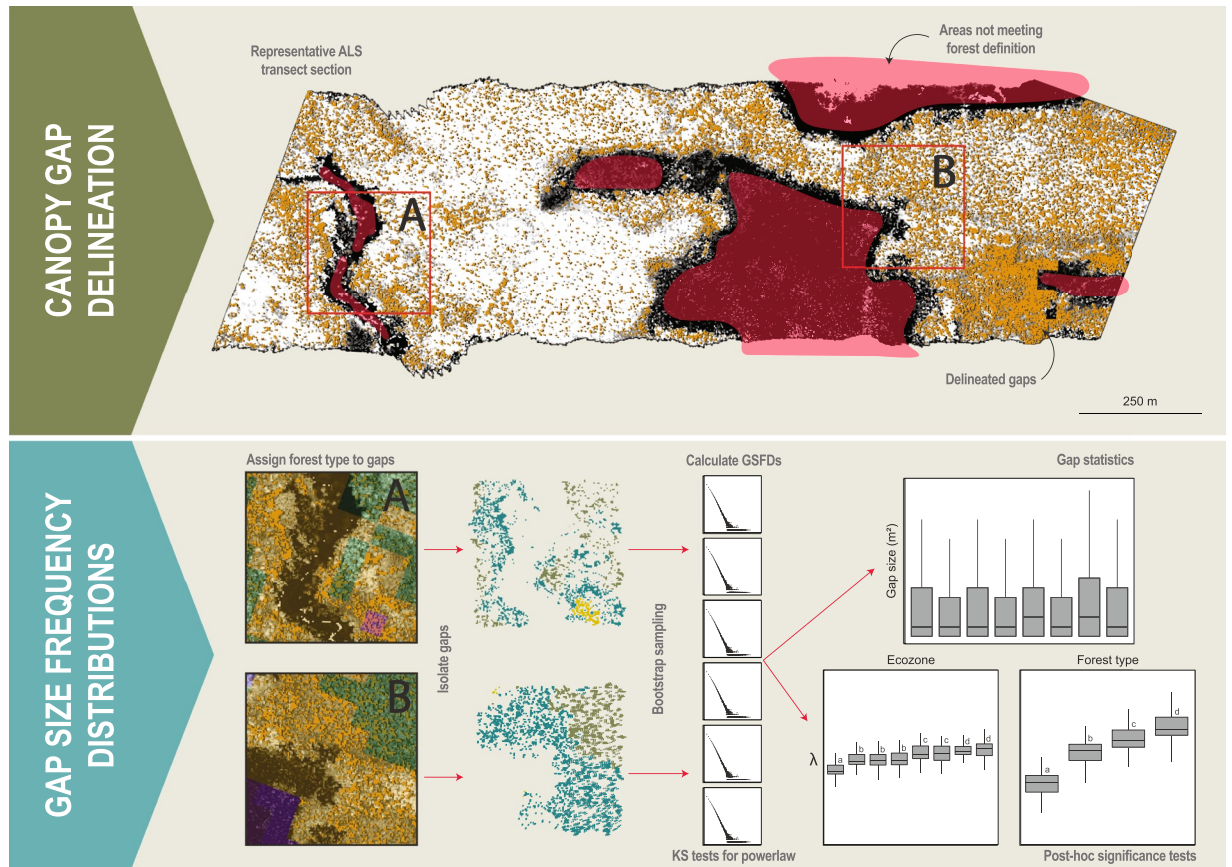 CANOPY GAP
DELINEATION
Representative ALS
transect section
Areas not meeting
forest definition
A
B
Delineated gaps
250 m
GAP SIZE FREQUENCY
DISTRIBUTIONS
Assign forest type to gaps
A
B
Isolate gaps
Bootstrap sampling
Calculate GSFDs
KS tests for powerlaw
Gap statistics
Gap size (m²)
Ecozone
λ
a b b b c c d d
Forest type
a b c d
Post-hoc significance tests